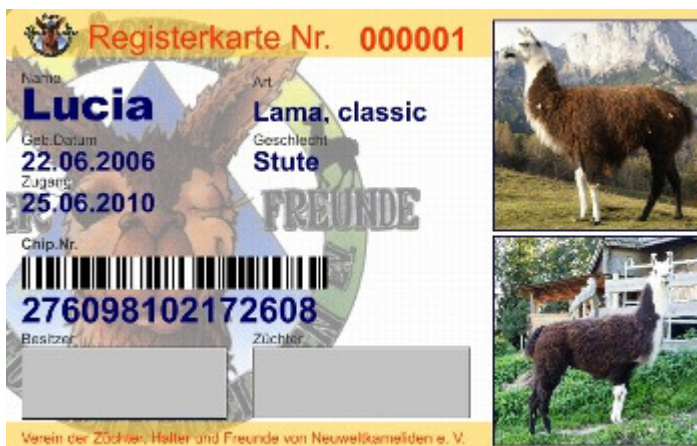 Registerkarte Nr. 000001
Name
Lucia
Art
Lama, classic
Geb.Datum
22.06.2006
Geschlecht
Stute
Zugang
25.06.2010
FREUNDE
Chip.Nr.
276098102172608
Besitzer
Züchter
Verein der Züchter, Halter und Freunde von Neuweltkameliden e. V.